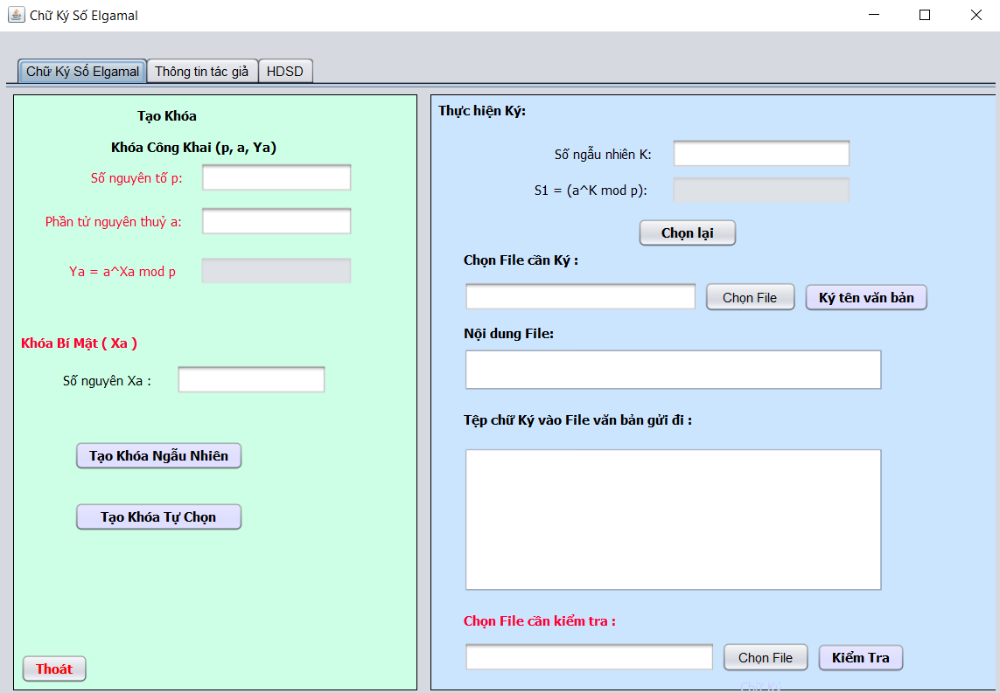 Chữ Ký Số Elgamal
Chữ Ký Số Elgamal Thông tin tác giả HDSD
Tạo Khóa
Khóa Công Khai (p, a, Ya)
Số nguyên tố p:
Phần tử nguyên thuỷ a:
Ya = a^Xa mod p
Khóa Bí Mật ( Xa )
Số nguyên Xa :
Tạo Khóa Ngẫu Nhiên
Tạo Khóa Tự Chọn
Thoát
Thực hiện Ký:
Số ngẫu nhiên K:
S1 = (a^K mod p):
Chọn lại
Chọn File cần Ký :
Chọn File Ký tên văn bản
Nội dung File:
Tệp chữ Ký vào File văn bản gửi đi :
Chọn File cần kiểm tra :
Chọn File Kiểm Tra
Chữ Ký